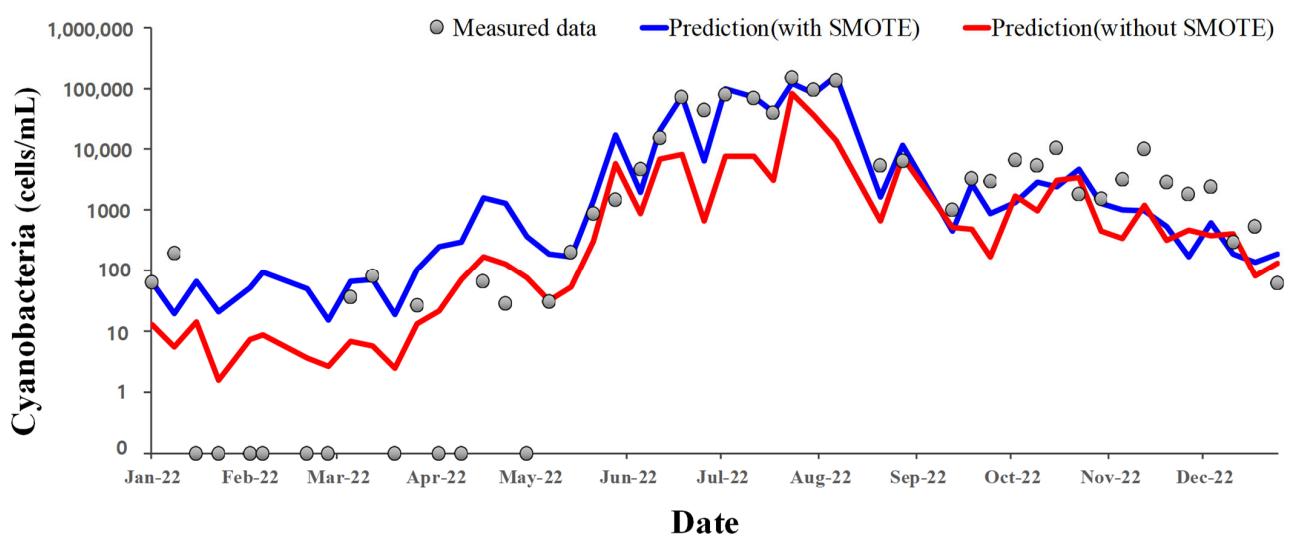 Measured data Prediction(with SMOTE) Prediction(without SMOTE)
Cyanobacteria (cells/mL)
1,000,000
100,000
10,000
1000
100
10
1
0
Jan-22 Feb-22 Mar-22 Apr-22 May-22 Jun-22 Jul-22 Aug-22 Sep-22 Oct-22 Nov-22 Dec-22
Date